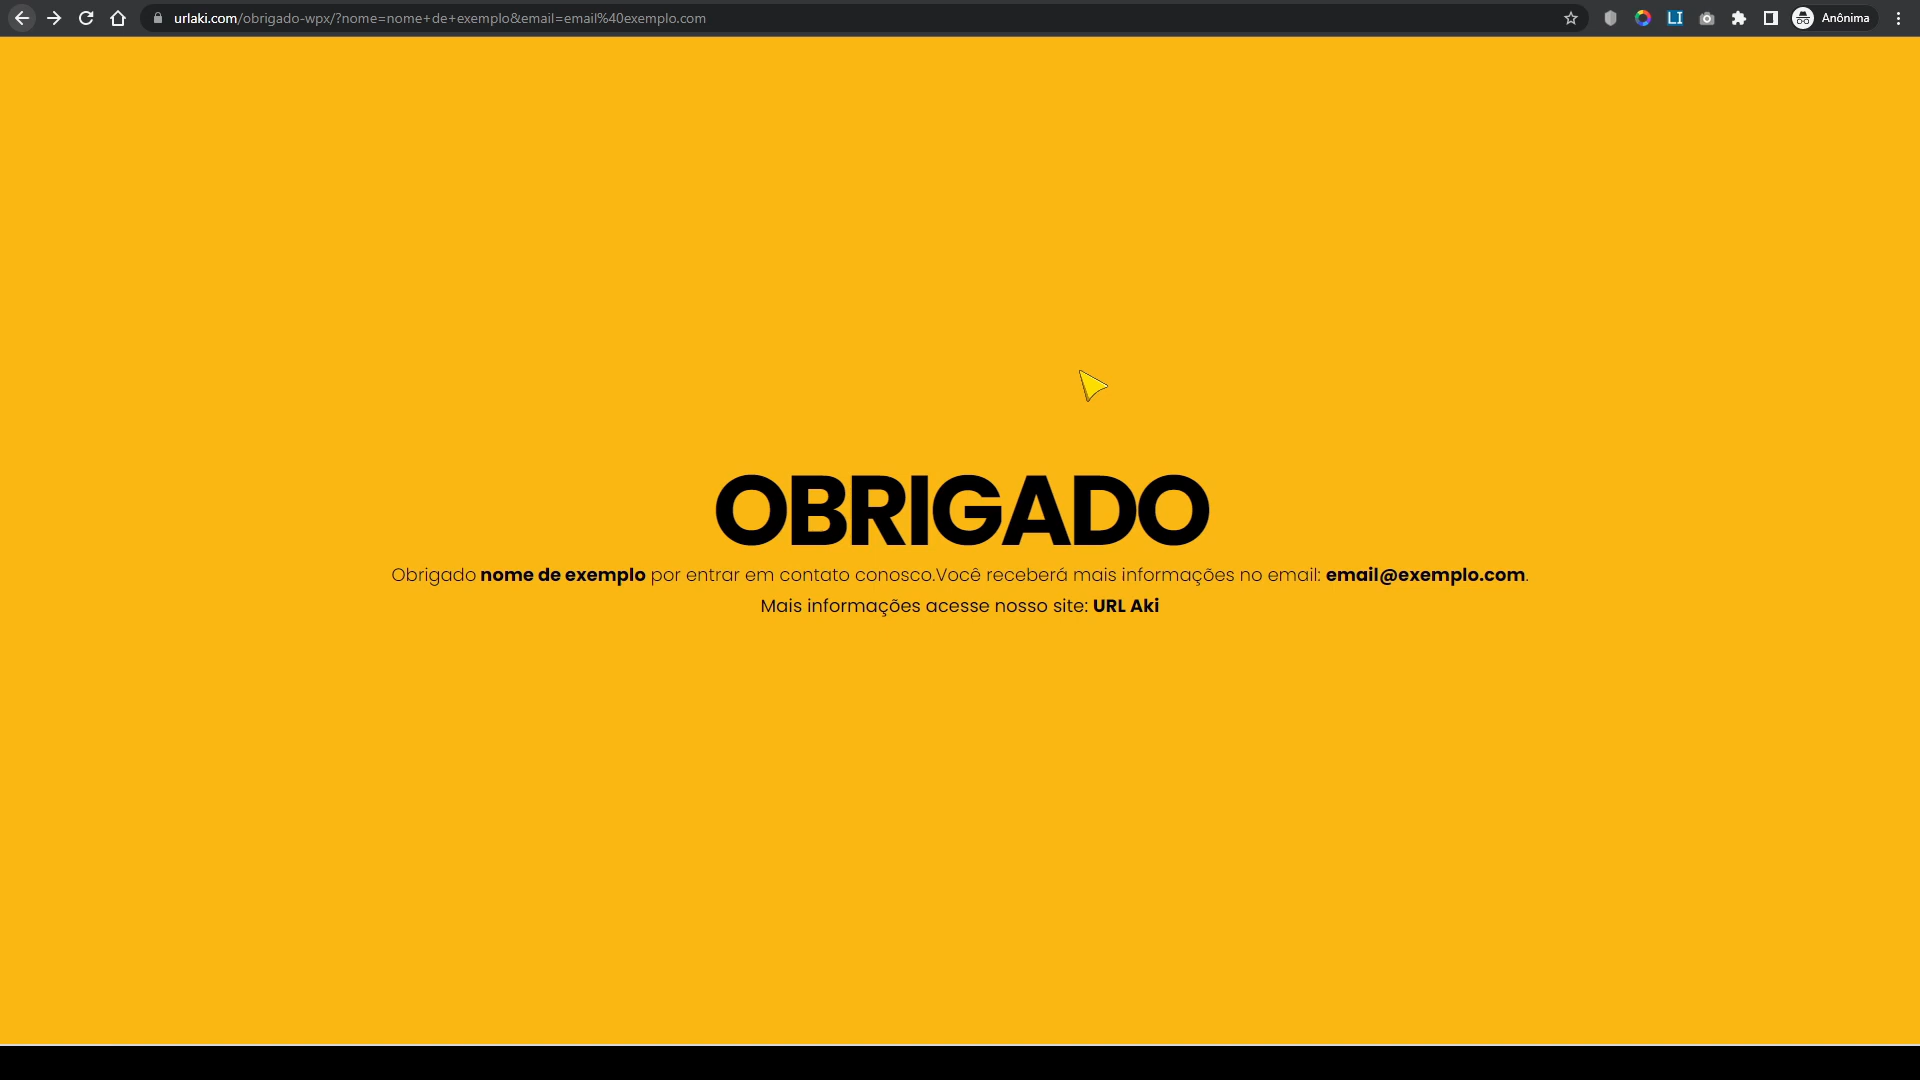 urlaki.com/obrigado-wpx/?nome=nome+de+exemplo&email=email%40exemplo.com
LI
Anônima
OBRIGADO
Obrigado nome de exemplo por entrar em contato conosco.Você receberá mais informações no email: email@exemplo.com.
Mais informações acesse nosso site: URL Aki